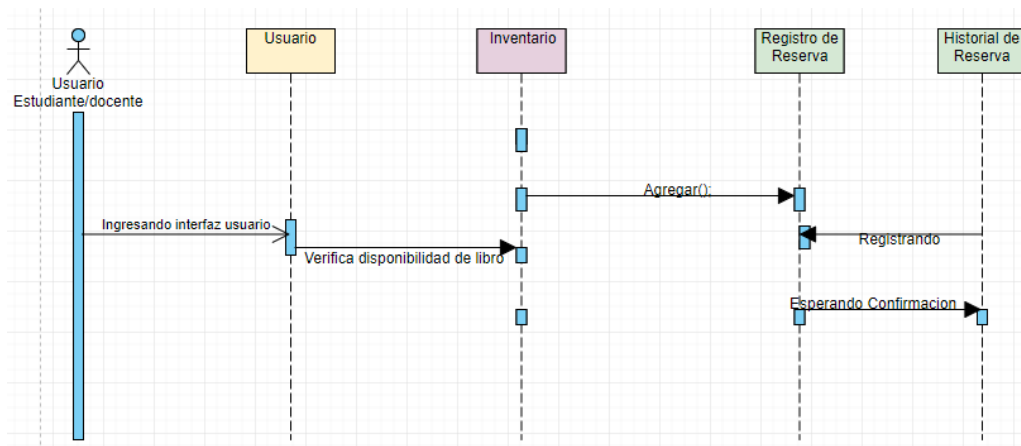 Usuario
Estudiante/docente
Usuario
Inventario
Registro de
Reserva
Historial de
Reserva
Agregar();
Ingresando interfaz usuario
Registrando
Verifica disponibilidad de libro
Esperando Confirmacion